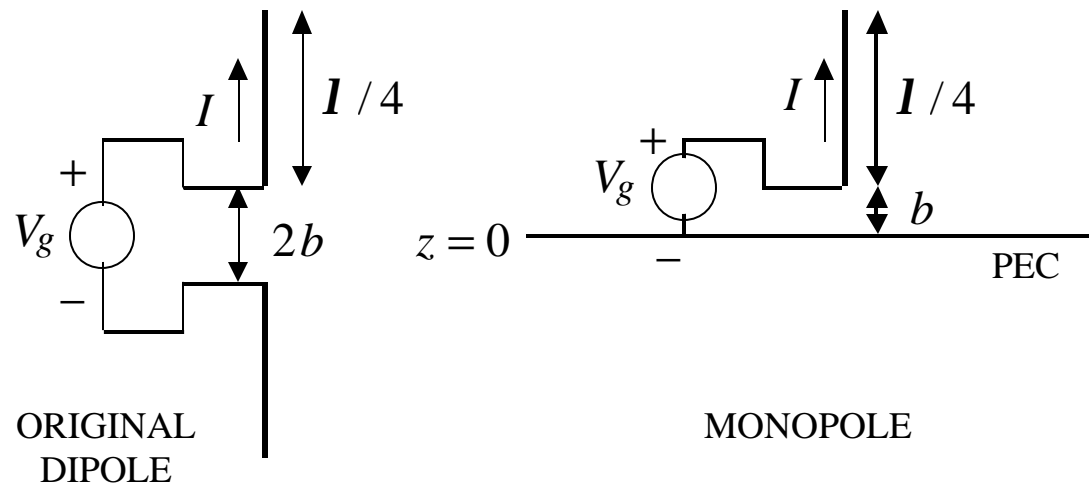 I
l / 4
+
V_g
−
2b
ORIGINAL
DIPOLE
I
l / 4
+
V_g
b
z = 0
−
PEC
MONOPOLE